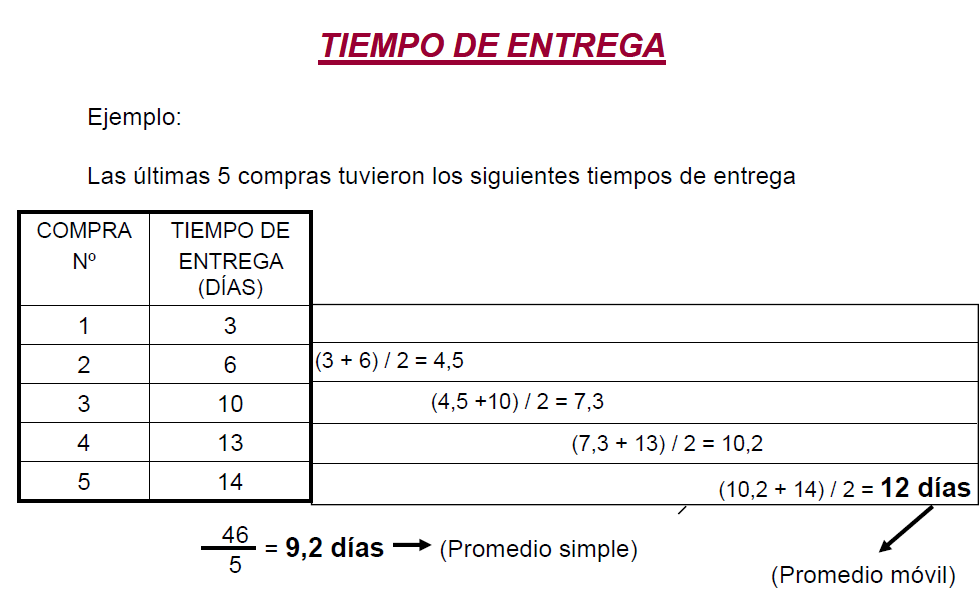 TIEMPO DE ENTREGA
Ejemplo:
Las últimas 5 compras tuvieron los siguientes tiempos de entrega
COMPRA Nº TIEMPO DE ENTREGA (DÍAS)
1 3
2 6 (3 + 6) / 2 = 4,5
3 10 (4,5 +10) / 2 = 7,3
4 13 (7,3 + 13) / 2 = 10,2
5 14 (10,2 + 14) / 2 = 12 días
46
5
= 9,2 días (Promedio simple)
(Promedio móvil)